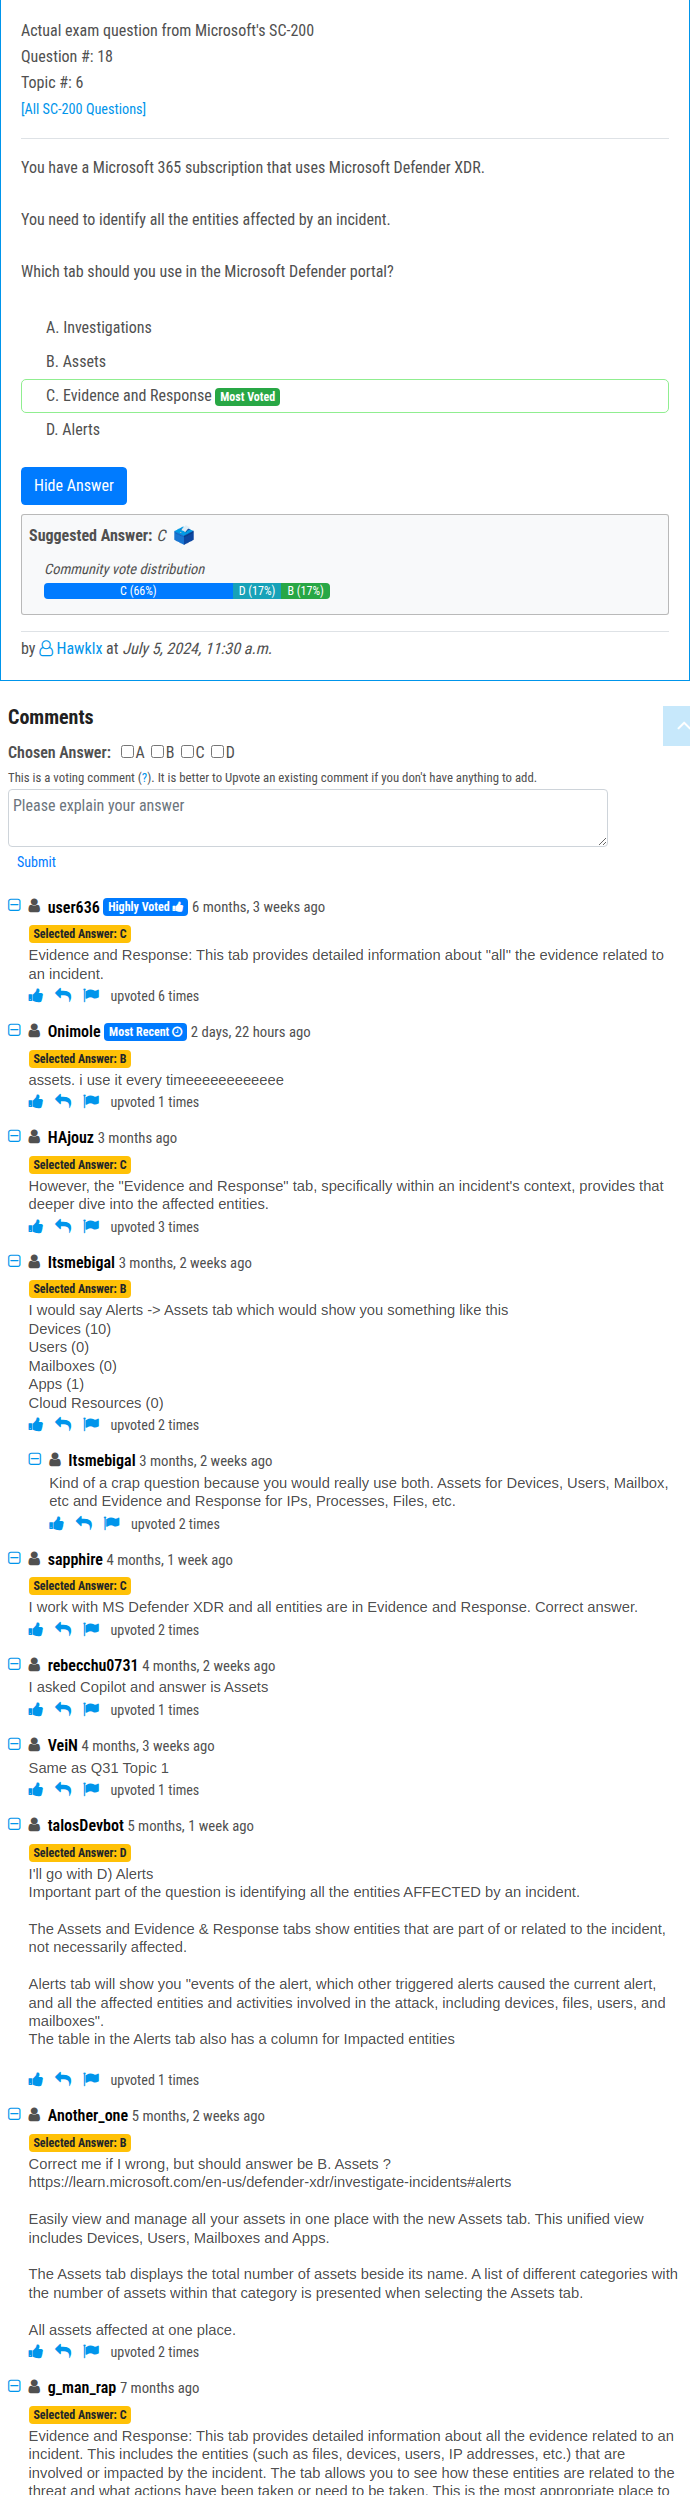 Actual exam question from Microsoft's SC-200
Question #: 18
Topic #: 6
[All SC-200 Questions]
You have a Microsoft 365 subscription that uses Microsoft Defender XDR.
You need to identify all the entities affected by an incident.
Which tab should you use in the Microsoft Defender portal?
A. Investigations
B. Assets
C. Evidence and Response Most Voted
D. Alerts
Hide Answer
Suggested Answer: C
Community vote distribution
C (66%) D (17%) B (17%)
by Hawklx at July 5, 2024, 11:30 a.m.
Comments
Chosen Answer: A B C D
This is a voting comment (?). It is better to Upvote an existing comment if you don't have anything to add.
Please explain your answer
Submit
user636 Highly Voted 6 months, 3 weeks ago
Selected Answer: C
Evidence and Response: This tab provides detailed information about "all" the evidence related to
an incident.
upvoted 6 times
Onimole Most Recent 2 days, 22 hours ago
Selected Answer: B
assets. i use it every timeeeeeeeeeeee
upvoted 1 times
HAjouz 3 months ago
Selected Answer: C
However, the "Evidence and Response" tab, specifically within an incident's context, provides that
deeper dive into the affected entities.
upvoted 3 times
Itsmebigal 3 months, 2 weeks ago
Selected Answer: B
I would say Alerts -> Assets tab which would show you something like this
Devices (10)
Users (0)
Mailboxes (0)
Apps (1)
Cloud Resources (0)
upvoted 2 times
Itsmebigal 3 months, 2 weeks ago
Kind of a crap question because you would really use both. Assets for Devices, Users, Mailbox,
etc and Evidence and Response for IPs, Processes, Files, etc.
upvoted 2 times
sapphire 4 months, 1 week ago
Selected Answer: C
I work with MS Defender XDR and all entities are in Evidence and Response. Correct answer.
upvoted 2 times
rebecchu0731 4 months, 2 weeks ago
I asked Copilot and answer is Assets
upvoted 1 times
VeiN 4 months, 3 weeks ago
Same as Q31 Topic 1
upvoted 1 times
talosDevbot 5 months, 1 week ago
Selected Answer: D
I'll go with D) Alerts
Important part of the question is identifying all the entities AFFECTED by an incident.
The Assets and Evidence & Response tabs show entities that are part of or related to the incident,
not necessarily affected.
Alerts tab will show you "events of the alert, which other triggered alerts caused the current alert,
and all the affected entities and activities involved in the attack, including devices, files, users, and
mailboxes".
The table in the Alerts tab also has a column for Impacted entities
upvoted 1 times
Another_one 5 months, 2 weeks ago
Selected Answer: B
Correct me if I wrong, but should answer be B. Assets ?
https://learn.microsoft.com/en-us/defender-xdr/investigate-incidents#alerts
Easily view and manage all your assets in one place with the new Assets tab. This unified view
includes Devices, Users, Mailboxes and Apps.
The Assets tab displays the total number of assets beside its name. A list of different categories with
the number of assets within that category is presented when selecting the Assets tab.
All assets affected at one place.
upvoted 2 times
g_man_rap 7 months ago
Selected Answer: C
Evidence and Response: This tab provides detailed information about all the evidence related to an
incident. This includes the entities (such as files, devices, users, IP addresses, etc.) that are
involved or impacted by the incident. The tab allows you to see how these entities are related to the
threat and what actions have been taken or need to be taken. This is the most appropriate place to